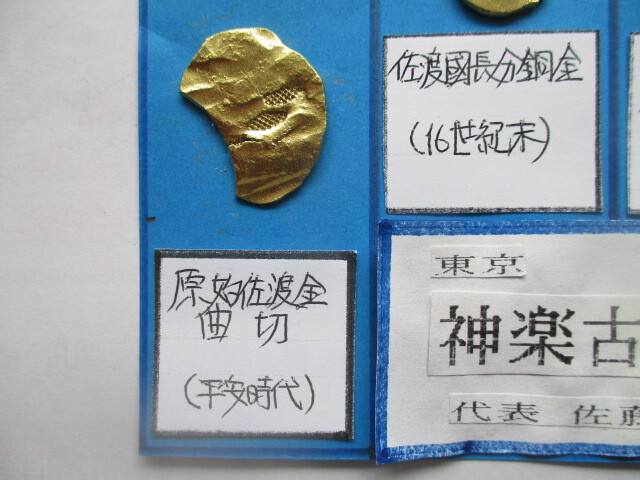 佐渡國長分銅金
(16世紀末)
原始佐渡金
曲切
(平安時代)
東京
神楽古
代表 佐藤